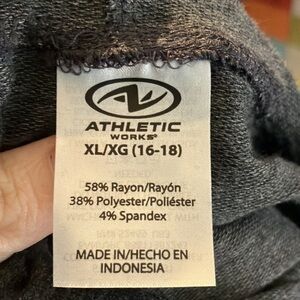 ATHLETIC
WORKS®
XL/XG (16-18)
58% Rayon/Rayón
38% Polyester/Poliéster
4% Spandex
MADE IN/HECHO EN
INDONESIA